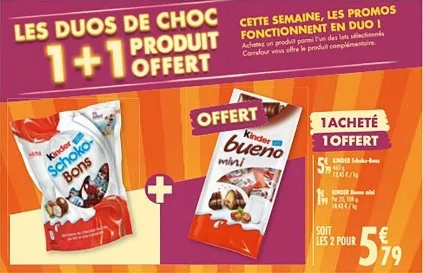 LES DUOS DE CHOC
1+1 PRODUIT OFFERT
CETTE SEMAINE, LES PROMOS
FONCTIONNENT EN DUO !
Achetez un produit parmi l'un des lots sélectionnés
Carrefour vous offre le produit complémentaire.
Kinder
Schoko-
Bons
OFFERT
Kinder
bueno
mini
+
1 ACHETÉ
1 OFFERT
KINDER Schoko-Bons
KINDER Bueno mini
SOIT
LES 2 POUR
5€79